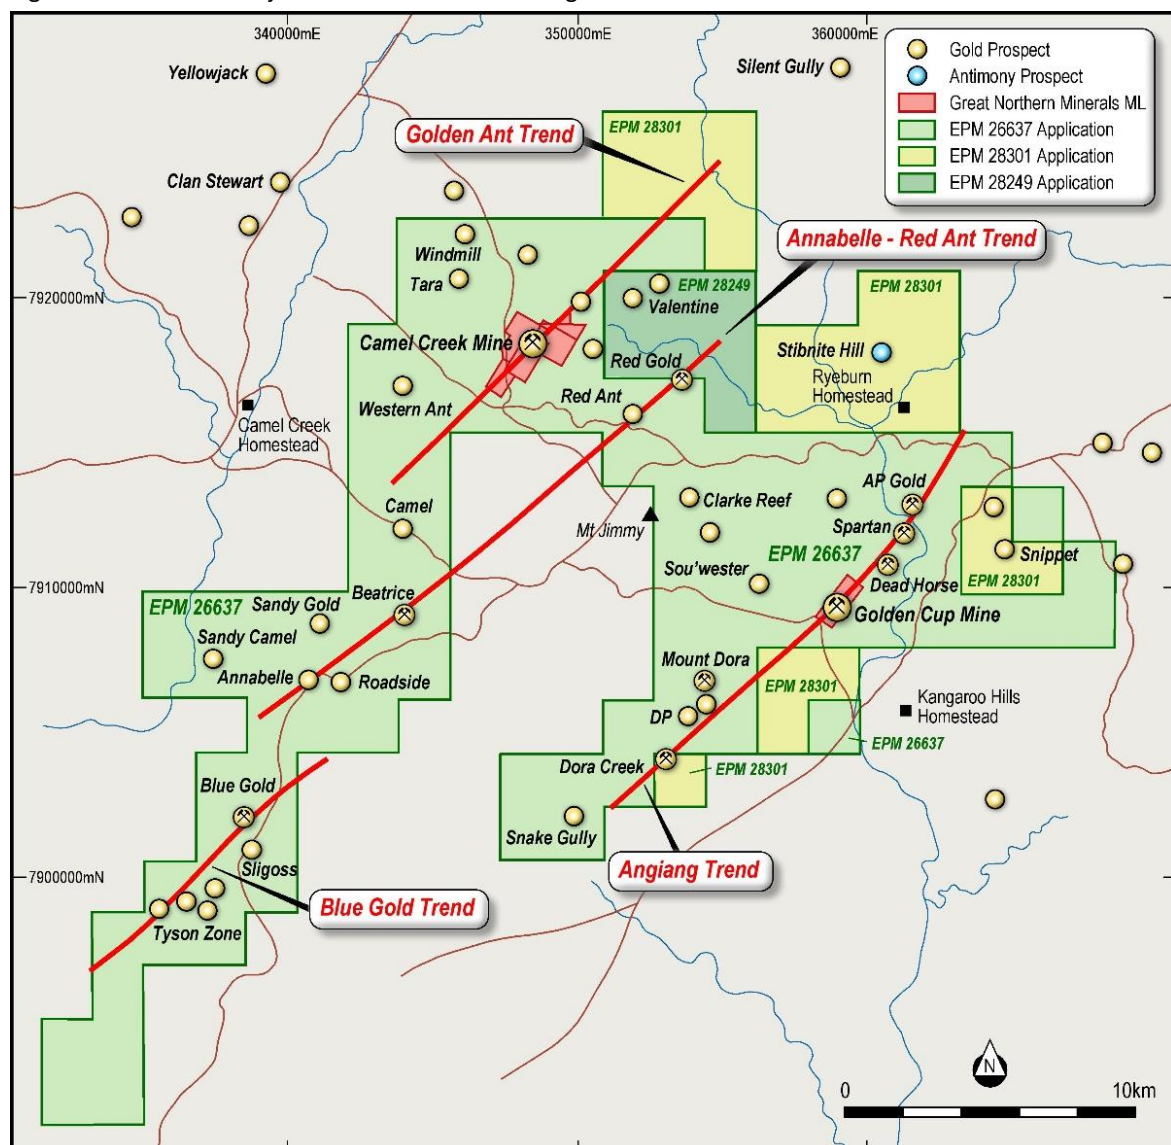 340000mE
350000mE
360000mE
Gold Prospect
Antimony Prospect
Great Northern Minerals ML
EPM 26637 Application
EPM 28301 Application
EPM 28249 Application
Yellowjack
Silent Gully
EPM 28301
Golden Ant Trend
Clan Stewart
Annabelle - Red Ant Trend
Windmill
Tara
EPM 28249
Valentine
EPM 28301
7920000mN
Camel Creek Mine
Red Gold
Stibnite Hill
Ryeburn
Homestead
Western Ant
Red Ant
Camel Creek
Homestead
Camel
Clarke Reef
AP Gold
Mt Jimmy
Spartan
EPM 26637
Snippet
Sou'wester
Dead Horse
EPM 28301
7910000mN
Beatrice
EPM 26637
Sandy Gold
Golden Cup Mine
Sandy Camel
Annabelle
Roadside
Mount Dora
EPM 28301
Kangaroo Hills
Homestead
DP
EPM 26637
Dora Creek
EPM 28301
Blue Gold
Snake Gully
Sligoss
Angiang Trend
7900000mN
Blue Gold Trend
Tyson Zone
N
0
10km